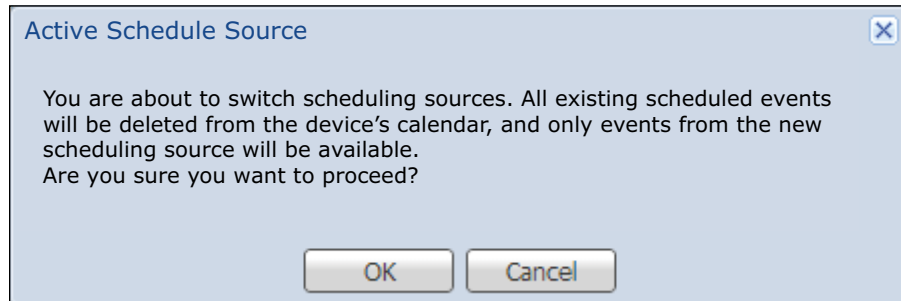 Active Schedule Source
You are about to switch scheduling sources. All existing scheduled events
will be deleted from the device’s calendar, and only events from the new
scheduling source will be available.
Are you sure you want to proceed?
OK
Cancel